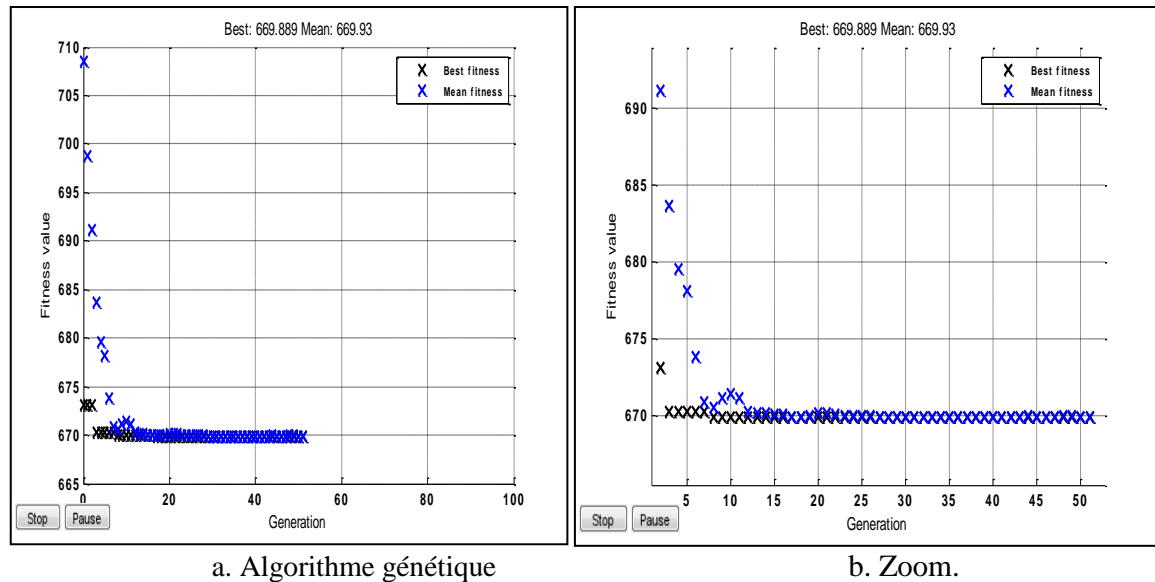 Best: 669.889 Mean: 669.93
710
705
700
695
690
685
680
675
670
665
Fitness value
× Best fitness
× Mean fitness
0 20 40 60 80 100
Generation
Stop Pause
a. Algorithme génétique
Best: 669.889 Mean: 669.93
690
685
680
675
670
Fitness value
× Best fitness
× Mean fitness
5 10 15 20 25 30 35 40 45 50
Generation
Stop Pause
b. Zoom.